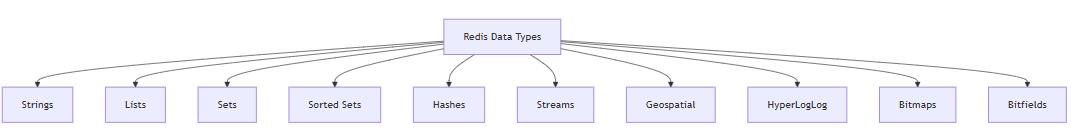 Redis Data Types
Strings
Lists
Sets
Sorted Sets
Hashes
Streams
Geospatial
HyperLogLog
Bitmaps
Bitfields